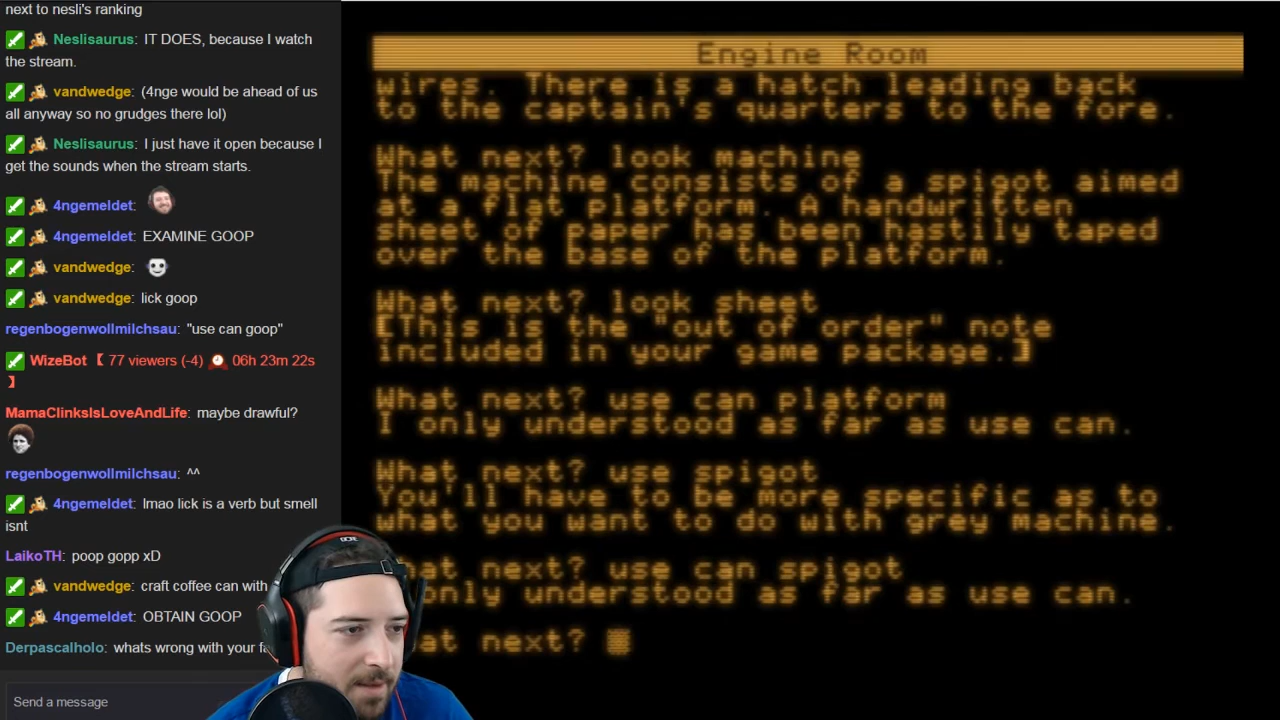 next to nesli's ranking
Neslisaurus: IT DOES, because I watch
the stream.
vandwedge: (4nge would be ahead of us
all anyway so no grudges there lol)
Neslisaurus: I just have it open because I
get the sounds when the stream starts.
4ngemeldet:
4ngemeldet: EXAMINE GOOP
vandwedge:
vandwedge: lick goop
regenbogenwollmilchsau: "use can goop"
WizeBot 【 77 viewers (-4) 06h 23m 22s
】
MamaClinksIsLoveAndLife: maybe drawful?
regenbogenwollmilchsau: ^^
4ngemeldet: lmao lick is a verb but smell
isnt
LaikoTH: poop gopp xD
vandwedge: craft coffee can with
4ngemeldet: OBTAIN GOOP
Derpascalholo: whats wrong with your
Send a message
Engine Room
wires. There is a hatch leading back
to the captain's quarters to the fore.
What next? look machine
The machine consists of a spigot aimed
at a flat platform. A handwritten
sheet of paper has been hastily taped
over the base of the platform.
What next? look sheet
[This is the "out of order" note
included in your game package.]
What next? use can platform
I only understood as far as use can.
What next? use spigot
You'll have to be more specific as to
what you want to do with grey machine.
hat next? use can spigot
only understood as far as use can.
at next?